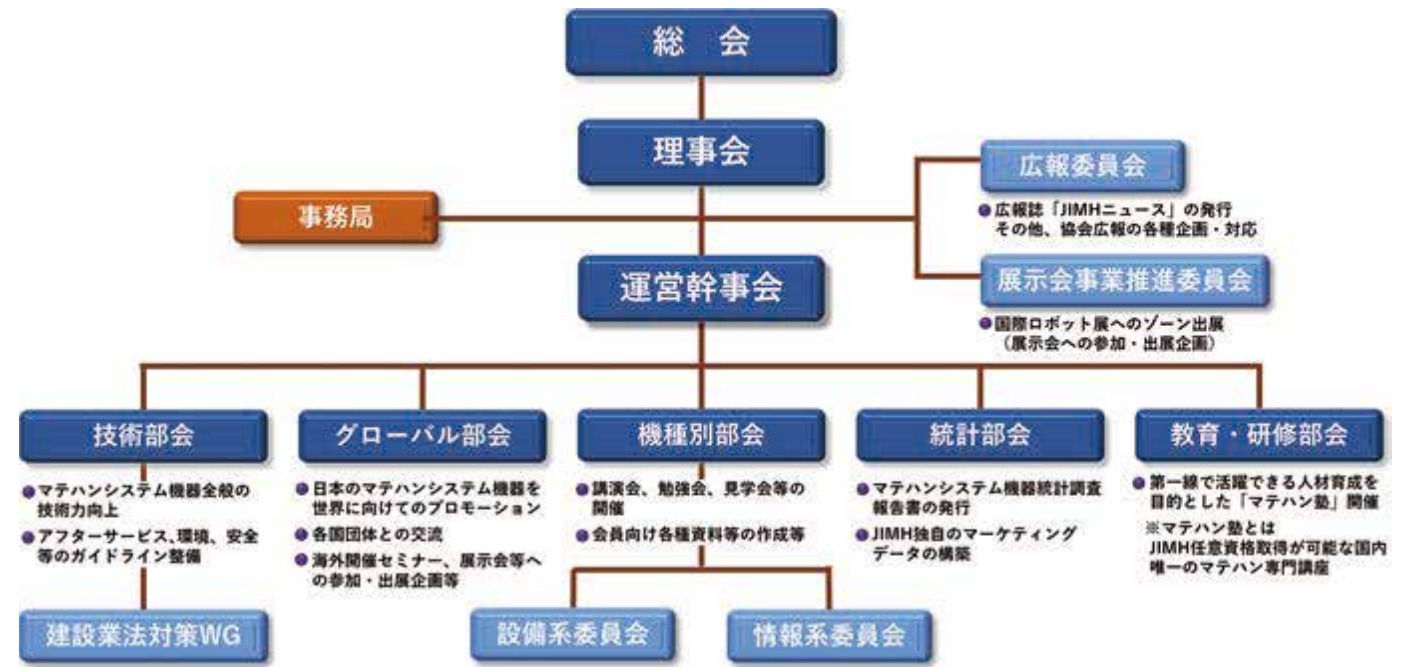 総　会
理事会
事務局
広報委員会
●広報誌「JIMHニュース」の発行
その他、協会広報の各種企画・対応
運営幹事会
展示会事業推進委員会
●国際ロボット展へのゾーン出展
（展示会への参加・出展企画）
技術部会
●マテハンシステム機器全般の
技術力向上
●アフターサービス、環境、安全
等のガイドライン整備
建設業法対策WG
グローバル部会
●日本のマテハンシステム機器を
世界に向けてのプロモーション
●各国団体との交流
●海外開催セミナー、展示会等へ
の参加・出展企画等
機種別部会
●講演会、勉強会、見学会等の
開催
●会員向け各種資料等の作成等
設備系委員会
情報系委員会
統計部会
●マテハンシステム機器統計調査
報告書の発行
●JIMH独自のマーケティング
データの構築
教育・研修部会
●第一線で活躍できる人材育成を
目的とした「マテハン塾」開催
※マテハン塾とは
JIMH任意資格取得が可能な国内
唯一のマテハン専門講座